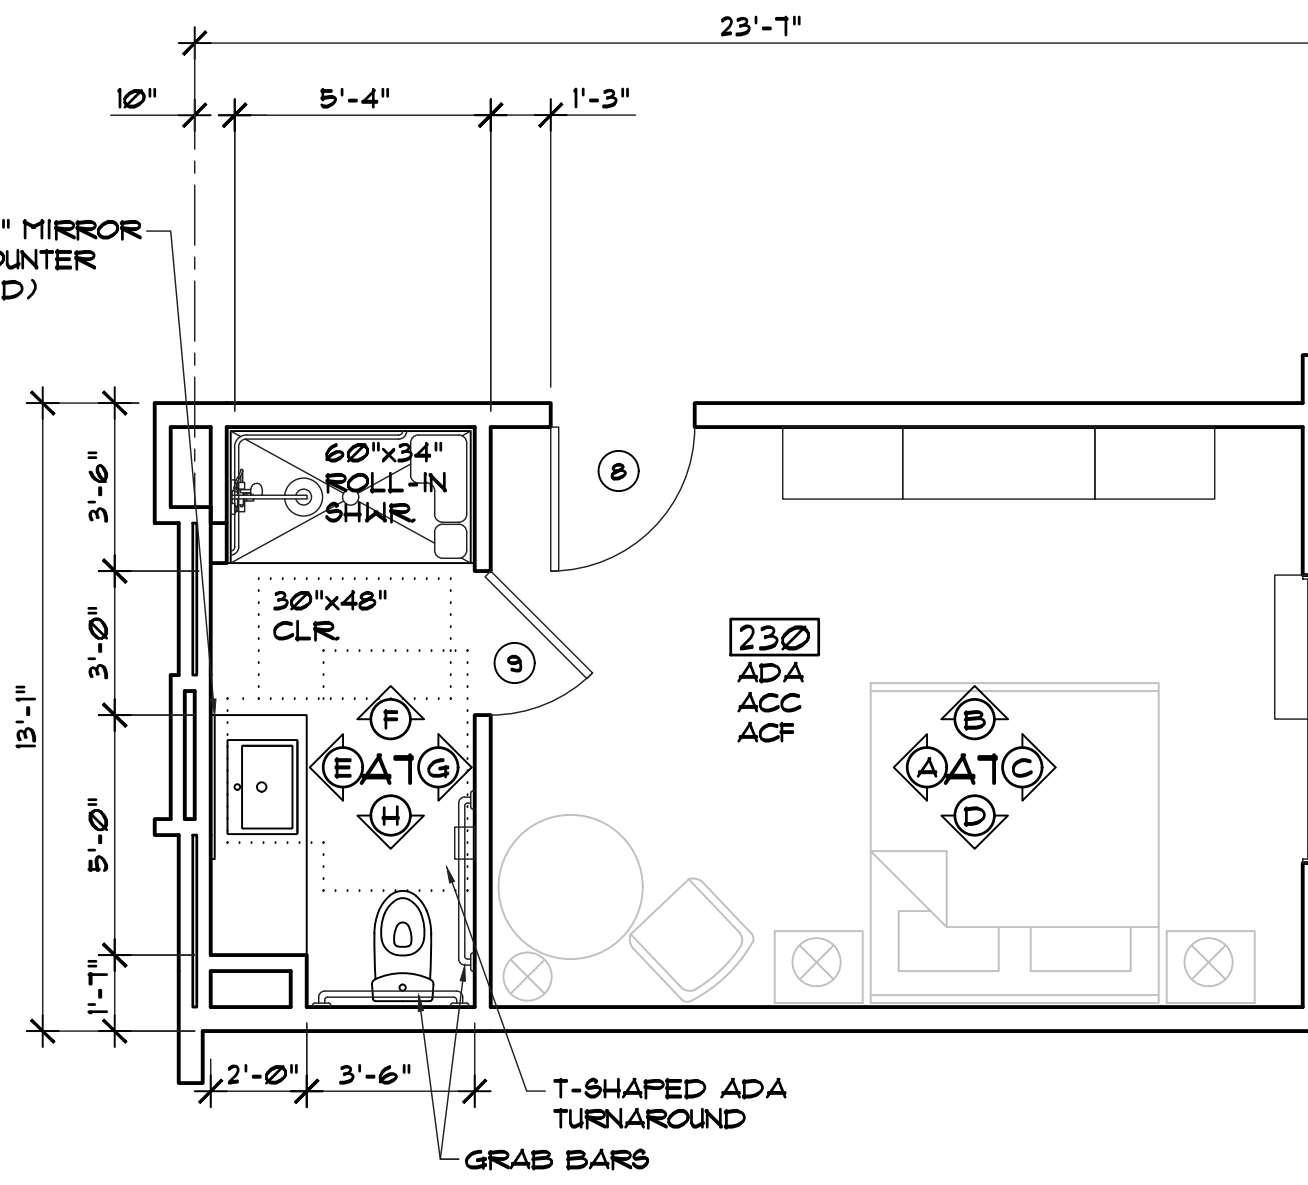 23'-7"
10"
5'-4"
1'-3"
" MIRROR
OUNTER
D)
60"x34"
ROLL-IN
SHWR.
3'-6"
8
30"x48"
CLR.
3'-0"
9
230
ADA
ACC
ACF
13'-1"
F
E A7 G
H
B
A A7 C
D
5'-0"
1'-7"
2'-0"
3'-6"
T-SHAPED ADA
TURNAROUND
GRAB BARS